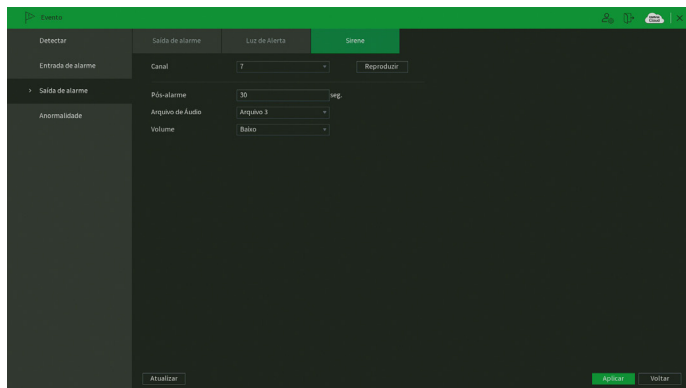 Evento
Detectar
Entrada de alarme
> Saída de alarme
Anormalidade
Saída de alarme Luz de Alerta Sirene
Canal 7 Reproduzir
Pós-alarme 30 seg.
Arquivo de Áudio Arquivo 3
Volume Baixo
Atualizar Aplicar Voltar